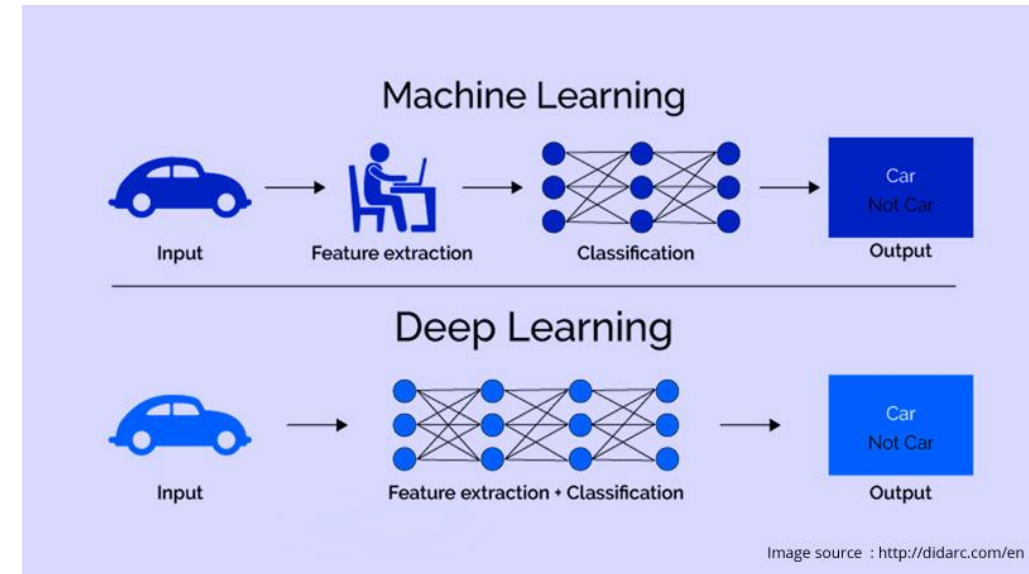 Machine Learning
Input
Feature extraction
Classification
Car
Not Car
Output
Deep Learning
Input
Feature extraction + Classification
Car
Not Car
Output
Image source : http://didarc.com/en